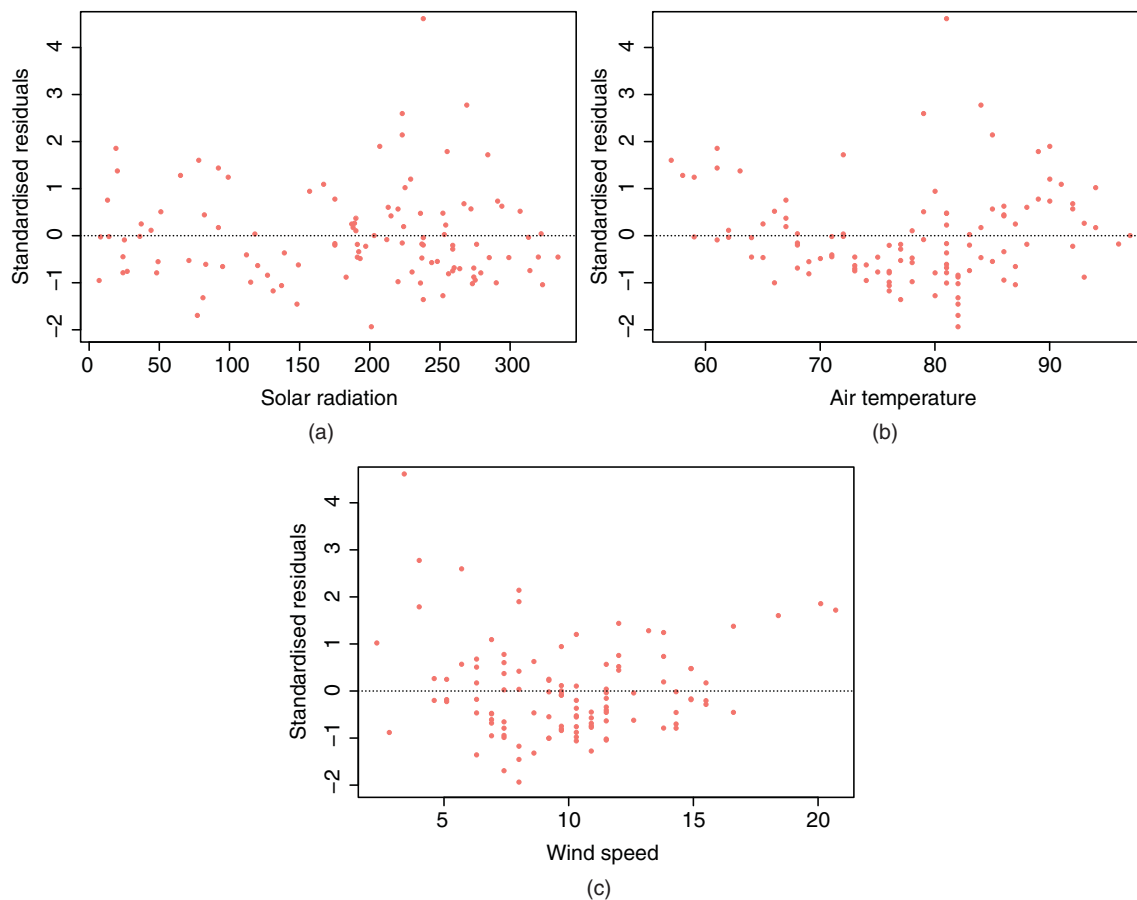 Standardised residuals
4
3
2
1
0
−1
−2
0 50 100 150 200 250 300
Solar radiation
(a)
Standardised residuals
4
3
2
1
0
−1
−2
60 70 80 90
Air temperature
(b)
Standardised residuals
4
3
2
1
0
−1
−2
5 10 15 20
Wind speed
(c)